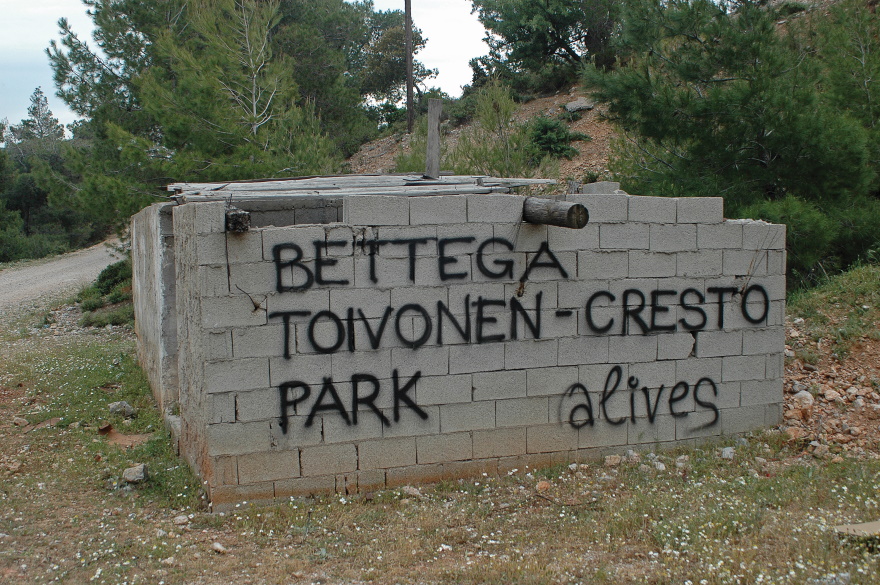 BETTEGA
TOIVONEN-CRESTO
PARK alives